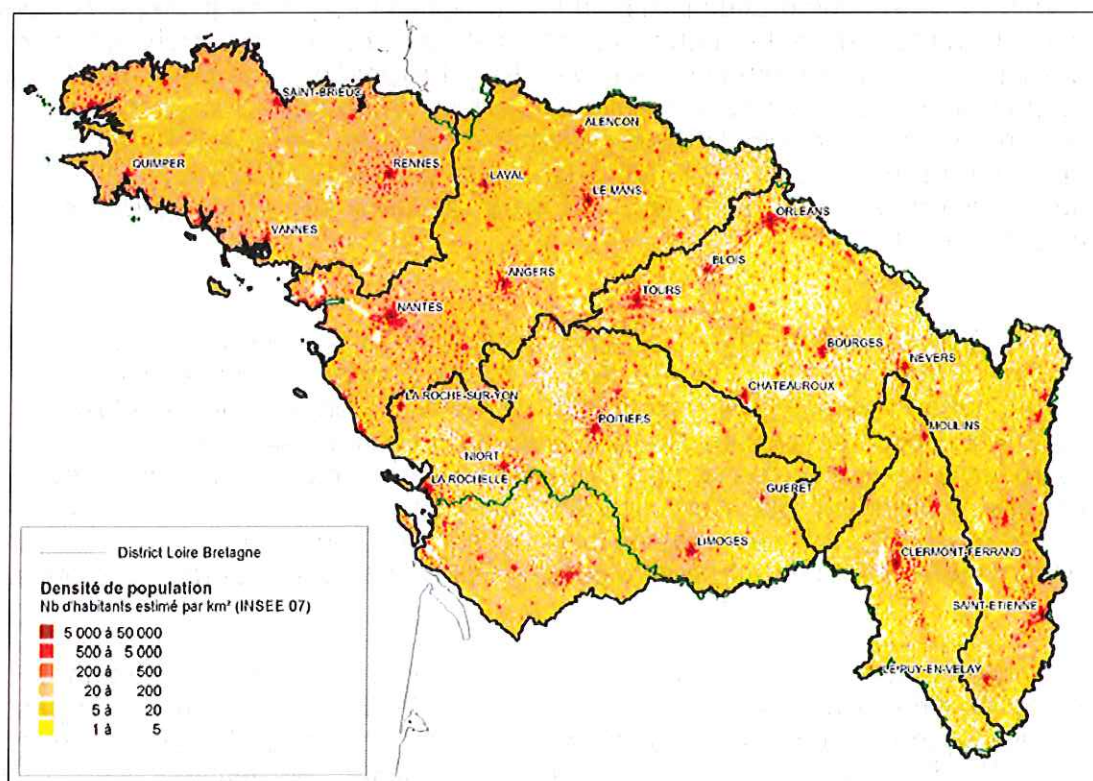 SAINT-BRIEUC
ALENCON
QUIMPER
RENNES
LAVAL
LE MANS
ORLEANS
VANNES
BLOIS
ANGERS
TOURS
NANTES
BOURGES
NEVERS
CHATEAUROUX
LA ROCHE-SUR-YON
POITIERS
MOULINS
NIORT
LA ROCHELLE
GUERET
LIMOGES
CLERMONT-FERRAND
SAINT-ETIENNE
LE PUY-EN-VELAY
District Loire Bretagne
Densité de population
Nb d'habitants estimé par km² (INSEE 07)
5 000 à 50 000
500 à 5 000
200 à 500
20 à 200
5 à 20
1 à 5